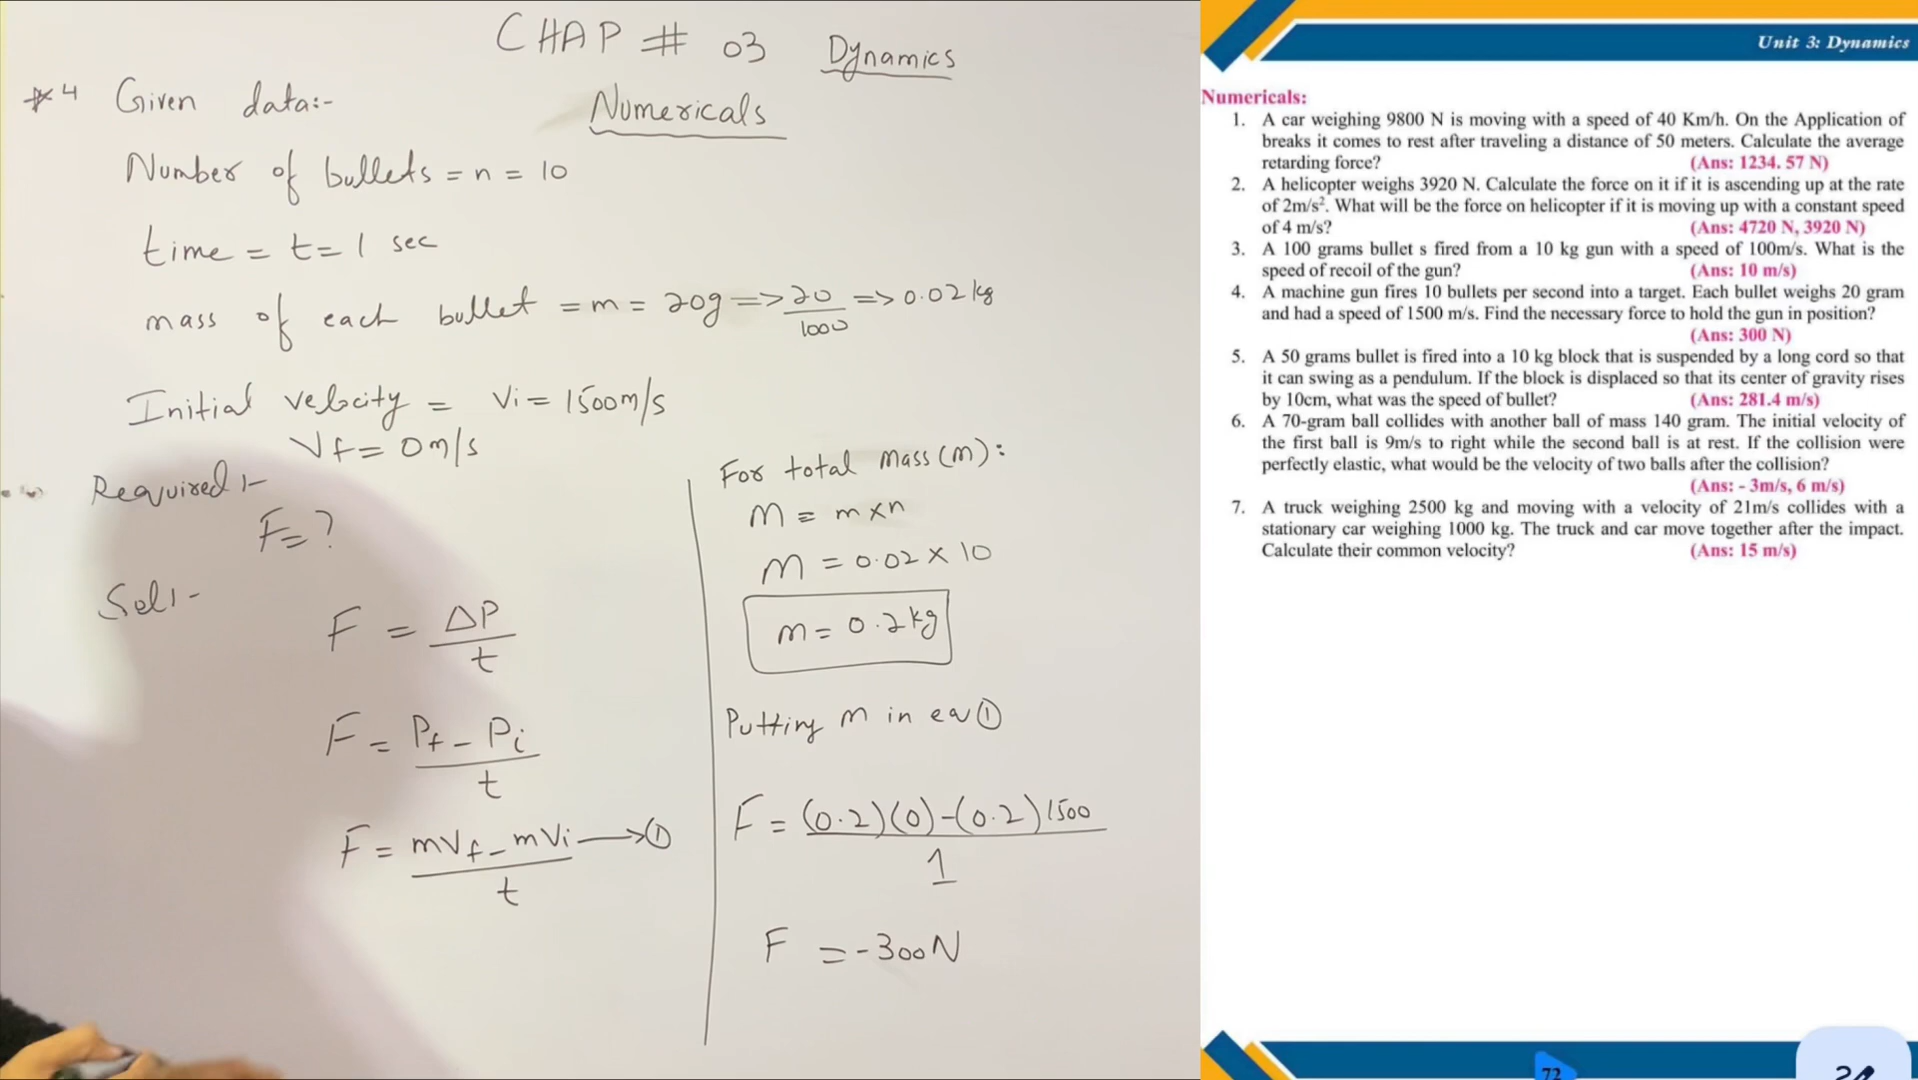 CHAP # 03 Dynamics
Numericals
*4 Given data:-
Number of bullets = n = 10
time = t = 1 sec
mass of each bullet = m = 20g => 20/1000 => 0.02 kg
Initial velocity = Vi = 1500m/s
Vf = 0m/s
Required :-
F = ?
Sol:-
F = ΔP/t
F = Pf - Pi/t
F = mVf - mVi/t → ①
For total mass (m):
m = m x n
m = 0.02 x 10
m = 0.2kg
Putting m in eq ①
F = (0.2)(0)-(0.2)1500/1
F = -300N
Unit 3: Dynamics
Numericals:
1. A car weighing 9800 N is moving with a speed of 40 Km/h. On the Application of
breaks it comes to rest after traveling a distance of 50 meters. Calculate the average
retarding force? (Ans: 1234. 57 N)
2. A helicopter weighs 3920 N. Calculate the force on it if it is ascending up at the rate
of 2m/s². What will be the force on helicopter if it is moving up with a constant speed
of 4 m/s? (Ans: 4720 N, 3920 N)
3. A 100 grams bullet s fired from a 10 kg gun with a speed of 100m/s. What is the
speed of recoil of the gun? (Ans: 10 m/s)
4. A machine gun fires 10 bullets per second into a target. Each bullet weighs 20 gram
and had a speed of 1500 m/s. Find the necessary force to hold the gun in position?
(Ans: 300 N)
5. A 50 grams bullet is fired into a 10 kg block that is suspended by a long cord so that
it can swing as a pendulum. If the block is displaced so that its center of gravity rises
by 10cm, what was the speed of bullet? (Ans: 281.4 m/s)
6. A 70-gram ball collides with another ball of mass 140 gram. The initial velocity of
the first ball is 9m/s to right while the second ball is at rest. If the collision were
perfectly elastic, what would be the velocity of two balls after the collision?
(Ans: - 3m/s, 6 m/s)
7. A truck weighing 2500 kg and moving with a velocity of 21m/s collides with a
stationary car weighing 1000 kg. The truck and car move together after the impact.
Calculate their common velocity? (Ans: 15 m/s)
72